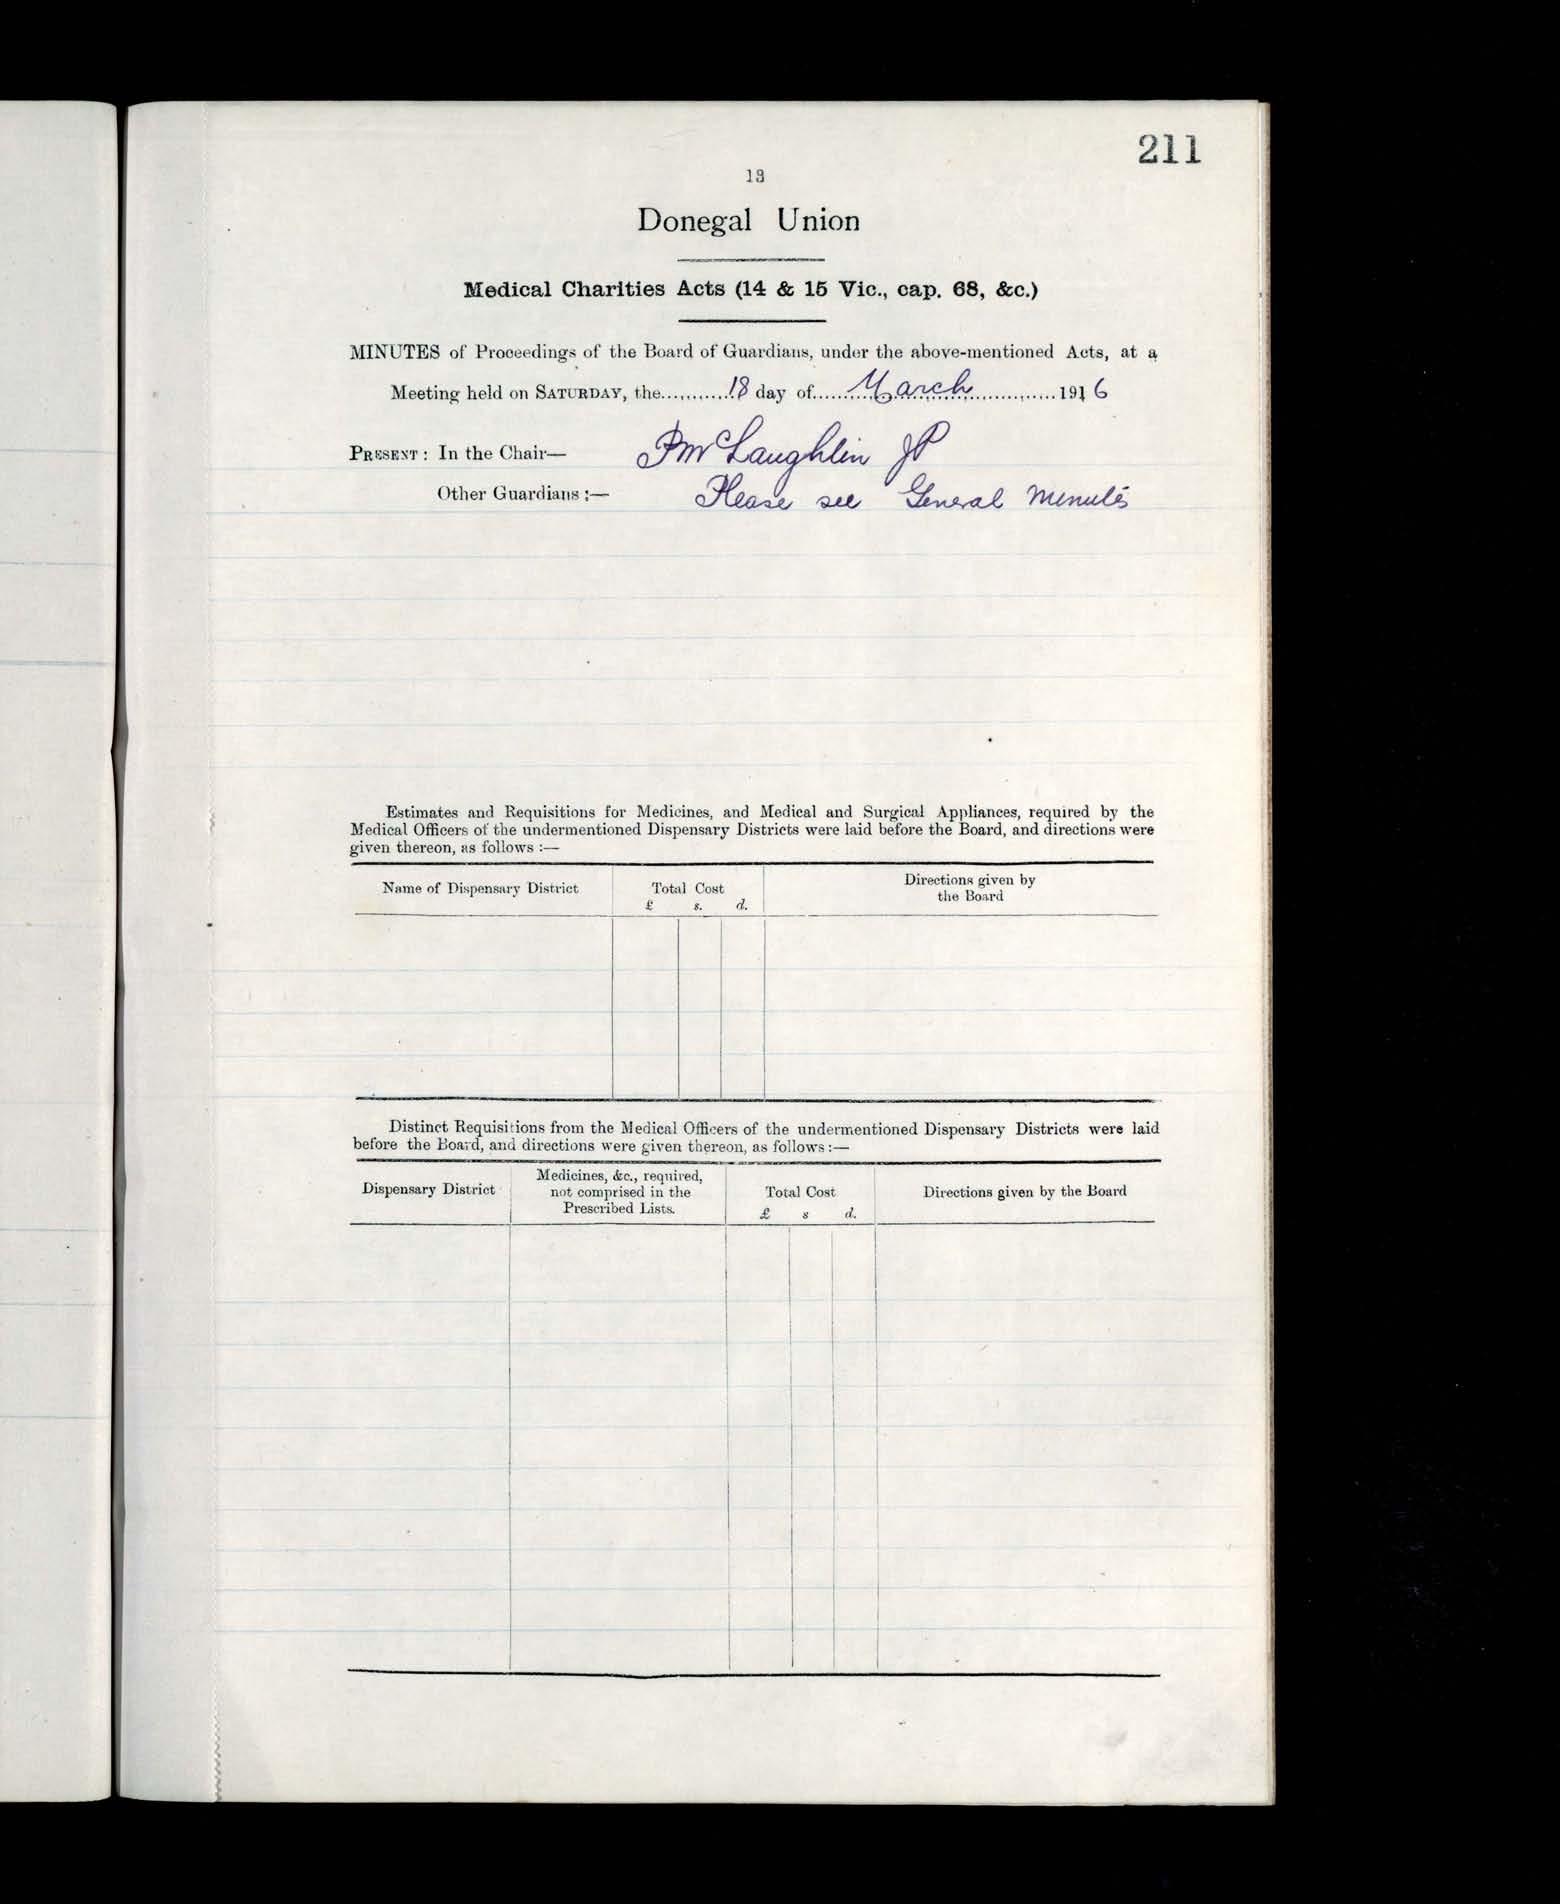 211
13
Donegal Union
Medical Charities Acts (14 & 15 Vic., cap. 68, &c.)
MINUTES of Proceedings of the Board of Guardians, under the above-mentioned Acts, at a
Meeting held on SATURDAY, the............18 day of......March..................191 6
PRESENT : In the Chair— P McLaughlin JP
Other Guardians :— Please see General Minutes
Estimates and Requisitions for Medicines, and Medical and Surgical Appliances, required by the
Medical Officers of the undermentioned Dispensary Districts were laid before the Board, and directions were
given thereon, as follows :—
Name of Dispensary District Total Cost Directions given by
the Board
£ s. d.
Distinct Requisitions from the Medical Officers of the undermentioned Dispensary Districts were laid
before the Board, and directions were given thereon, as follows :—
Dispensary District Medicines, &c., required,
not comprised in the
Prescribed Lists. Total Cost Directions given by the Board
£ s d.